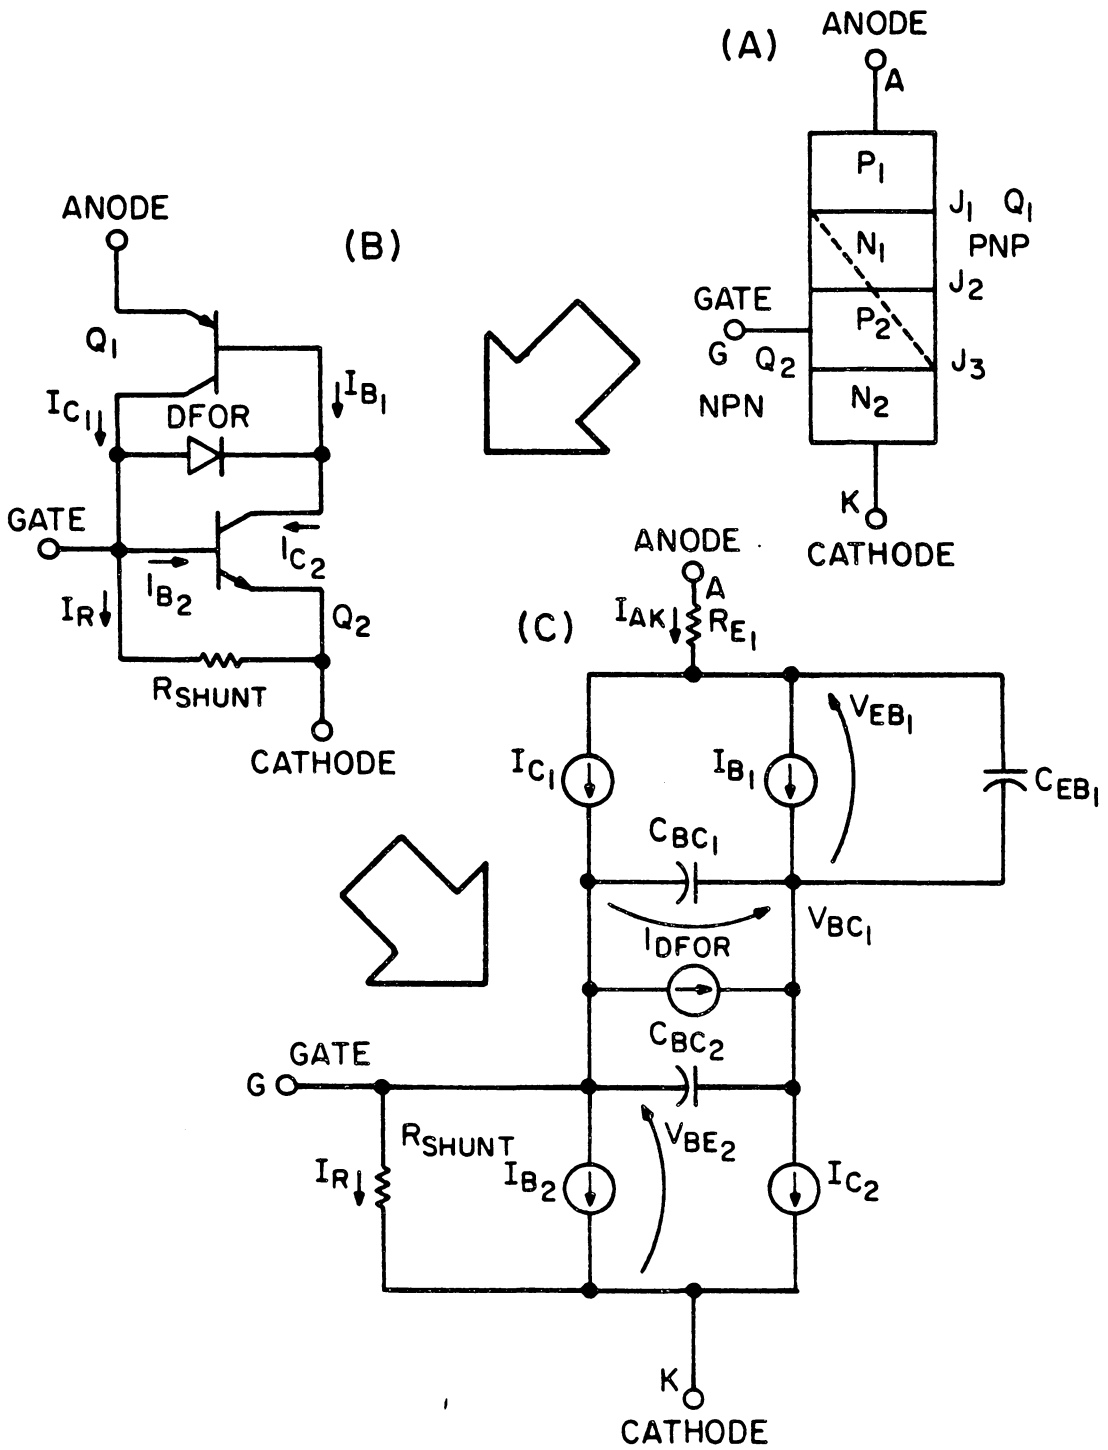 (A)
ANODE
A
P1
J1 Q1
N1
PNP
J2
GATE
P2
G Q2
J3
NPN
N2
K
CATHODE
(B)
ANODE
Q1
IB1
IC1
DFOR
GATE
IC2
IB2
IR
Q2
RSHUNT
CATHODE
(C)
ANODE
A
IAK
RE1
VEB1
IC1
IB1
CEB1
CBC1
VBC1
IDFOR
CBC2
GATE
G
RSHUNT
VBE2
IR
IB2
IC2
K
CATHODE